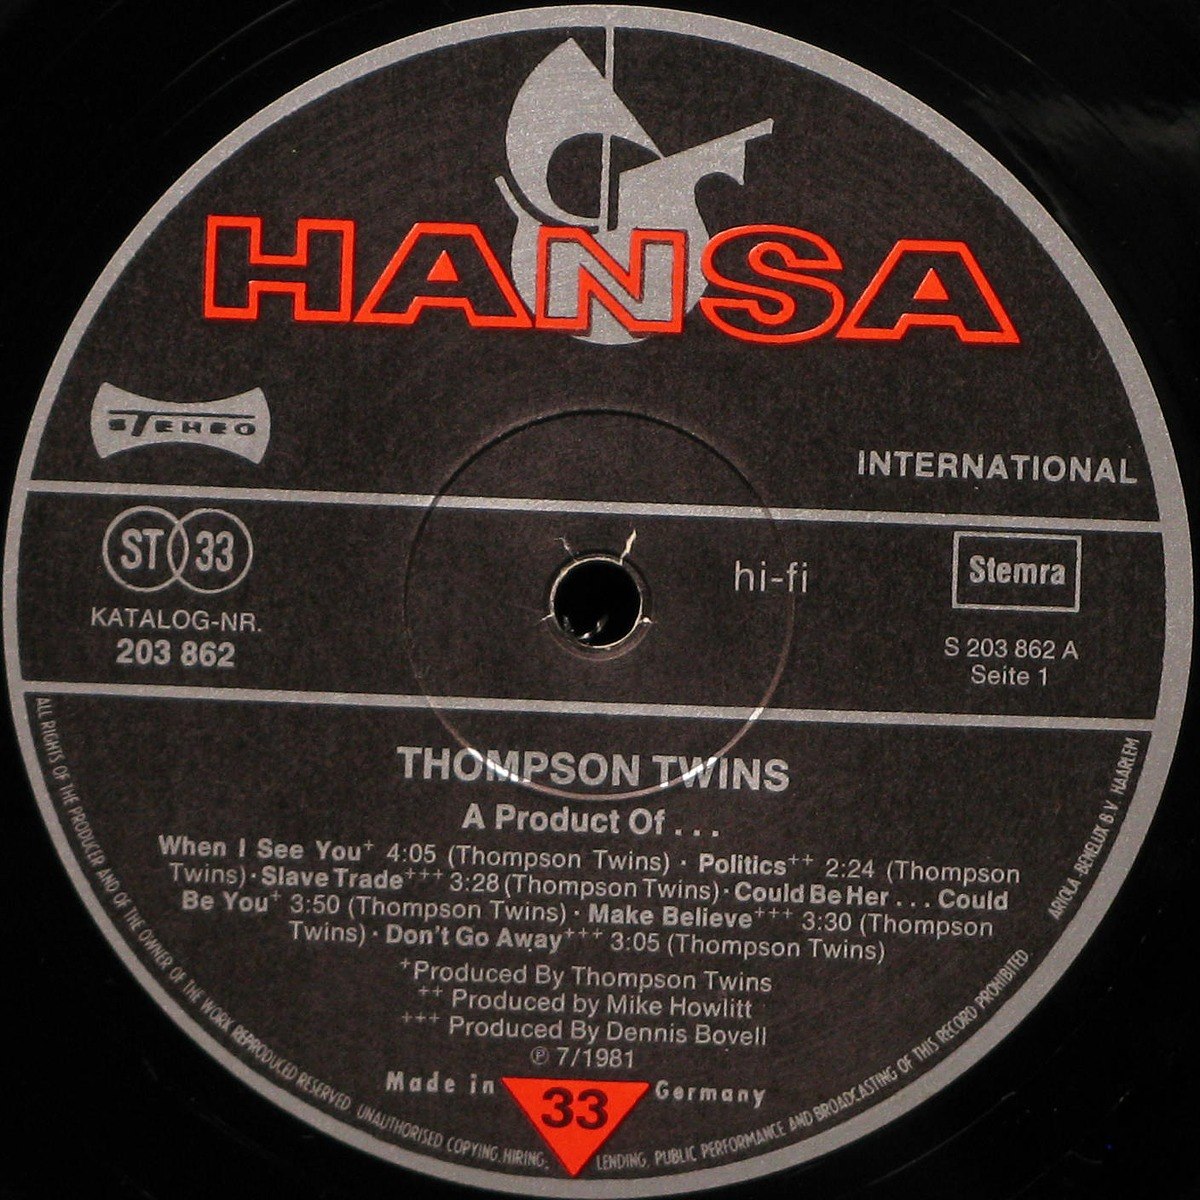 HANSA
STEREO
INTERNATIONAL
ST 33
hi-fi
Stemra
KATALOG-NR.
203 862
S 203 862 A
Seite 1
THOMPSON TWINS
A Product Of . . .
When I See You+ 4:05 (Thompson Twins) · Politics++ 2:24 (Thompson
Twins) · Slave Trade+++ 3:28 (Thompson Twins) · Could Be Her . . . Could
Be You+ 3:50 (Thompson Twins) · Make Believe+++ 3:30 (Thompson
Twins) · Don't Go Away+++ 3:05 (Thompson Twins)
+Produced By Thompson Twins
++ Produced by Mike Howlitt
+++ Produced By Dennis Bovell
℗ 7/1981
Made in 33 Germany
ALL RIGHTS OF THE PRODUCER AND OF THE OWNER OF THE WORK REPRODUCED RESERVED UNAUTHORISED COPYING, HIRING, LENDING, PUBLIC PERFORMANCE AND BROADCASTING OF THIS RECORD PROHIBITED
ARIOLA BENELUX B V HAARLEM